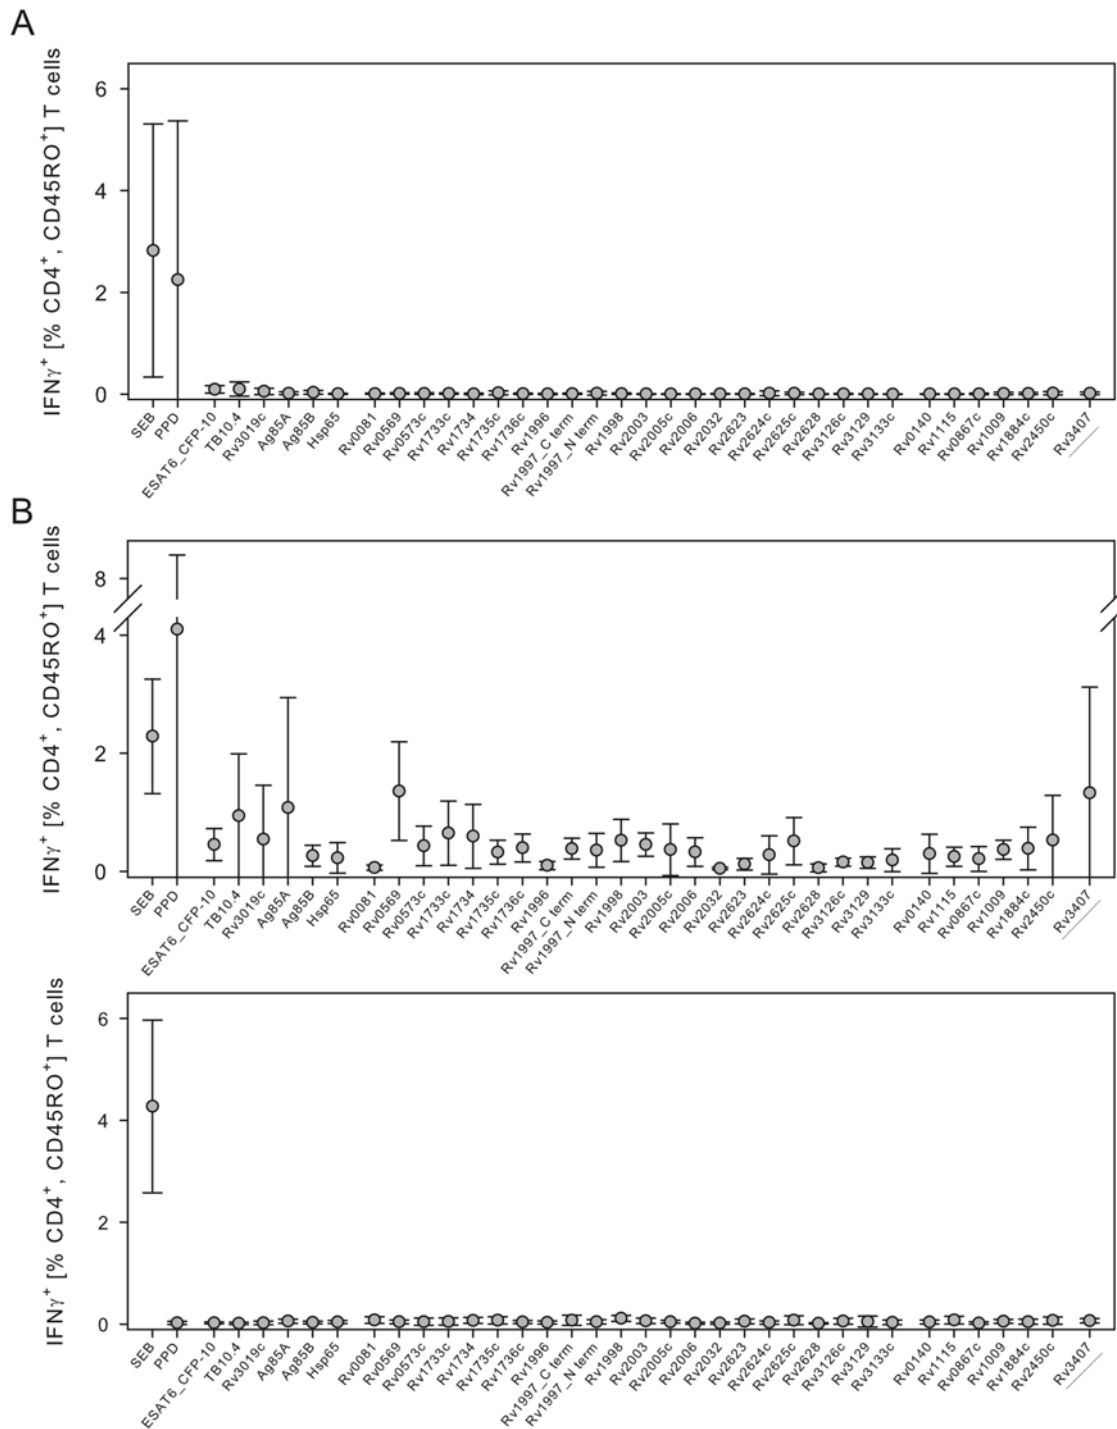 A
IFNγ+ [% CD4+, CD45RO+] T cells
6
4
2
0
SEB
PPD
ESAT6_CFP-10
TB10.4
Rv3019c
Ag85A
Ag85B
Hsp65
Rv0081
Rv0569
Rv0573c
Rv1733c
Rv1734
Rv1735c
Rv1736c
Rv1996
Rv1997_C term
Rv1997_N term
Rv1998
Rv2003
Rv2005c
Rv2006
Rv2032
Rv2623
Rv2624c
Rv2625c
Rv2628
Rv3126c
Rv3129
Rv3133c
Rv0140
Rv1115
Rv0867c
Rv1009
Rv1884c
Rv2450c
Rv3407
B
IFNγ+ [% CD4+, CD45RO+] T cells
8
4
2
0
SEB
PPD
ESAT6_CFP-10
TB10.4
Rv3019c
Ag85A
Ag85B
Hsp65
Rv0081
Rv0569
Rv0573c
Rv1733c
Rv1734
Rv1735c
Rv1736c
Rv1996
Rv1997_C term
Rv1997_N term
Rv1998
Rv2003
Rv2005c
Rv2006
Rv2032
Rv2623
Rv2624c
Rv2625c
Rv2628
Rv3126c
Rv3129
Rv3133c
Rv0140
Rv1115
Rv0867c
Rv1009
Rv1884c
Rv2450c
Rv3407
IFNγ+ [% CD4+, CD45RO+] T cells
6
4
2
0
SEB
PPD
ESAT6_CFP-10
TB10.4
Rv3019c
Ag85A
Ag85B
Hsp65
Rv0081
Rv0569
Rv0573c
Rv1733c
Rv1734
Rv1735c
Rv1736c
Rv1996
Rv1997_C term
Rv1997_N term
Rv1998
Rv2003
Rv2005c
Rv2006
Rv2032
Rv2623
Rv2624c
Rv2625c
Rv2628
Rv3126c
Rv3129
Rv3133c
Rv0140
Rv1115
Rv0867c
Rv1009
Rv1884c
Rv2450c
Rv3407